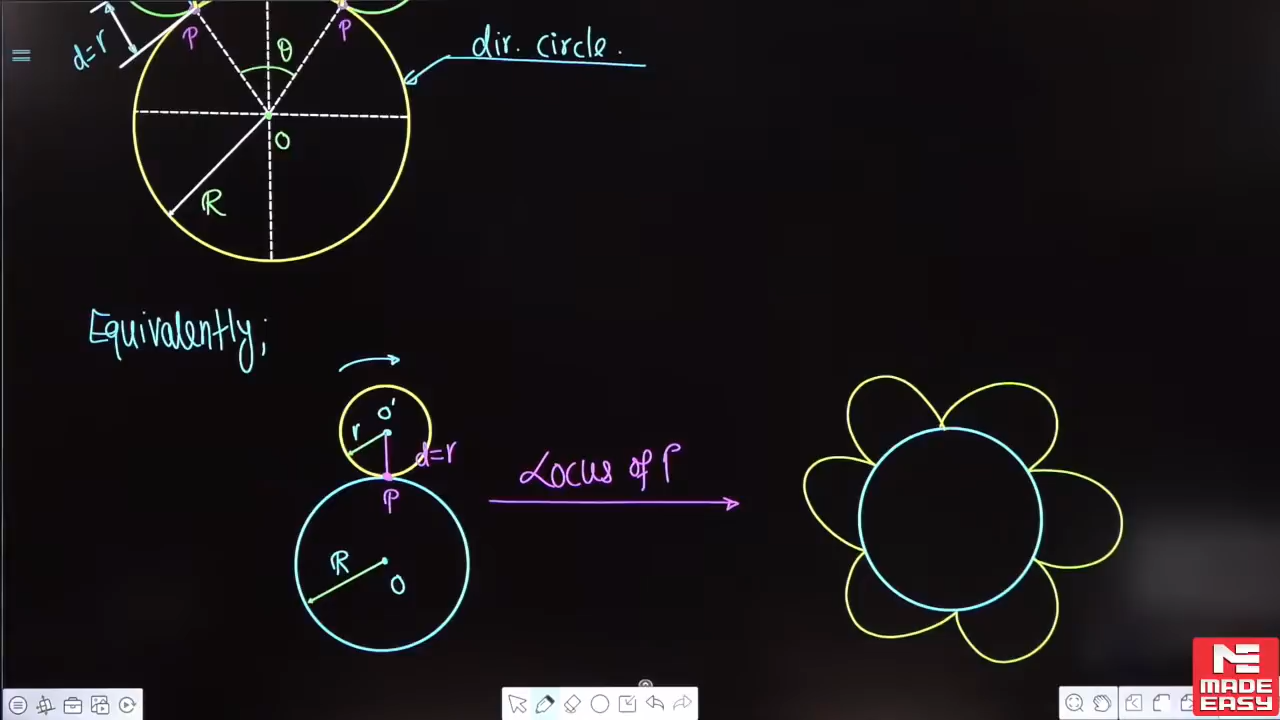 d=r
P
P
θ
dir. circle.
O
R
Equivalently;
O'
r
d=r
P
Locus of P
R
O
MADE
EASY